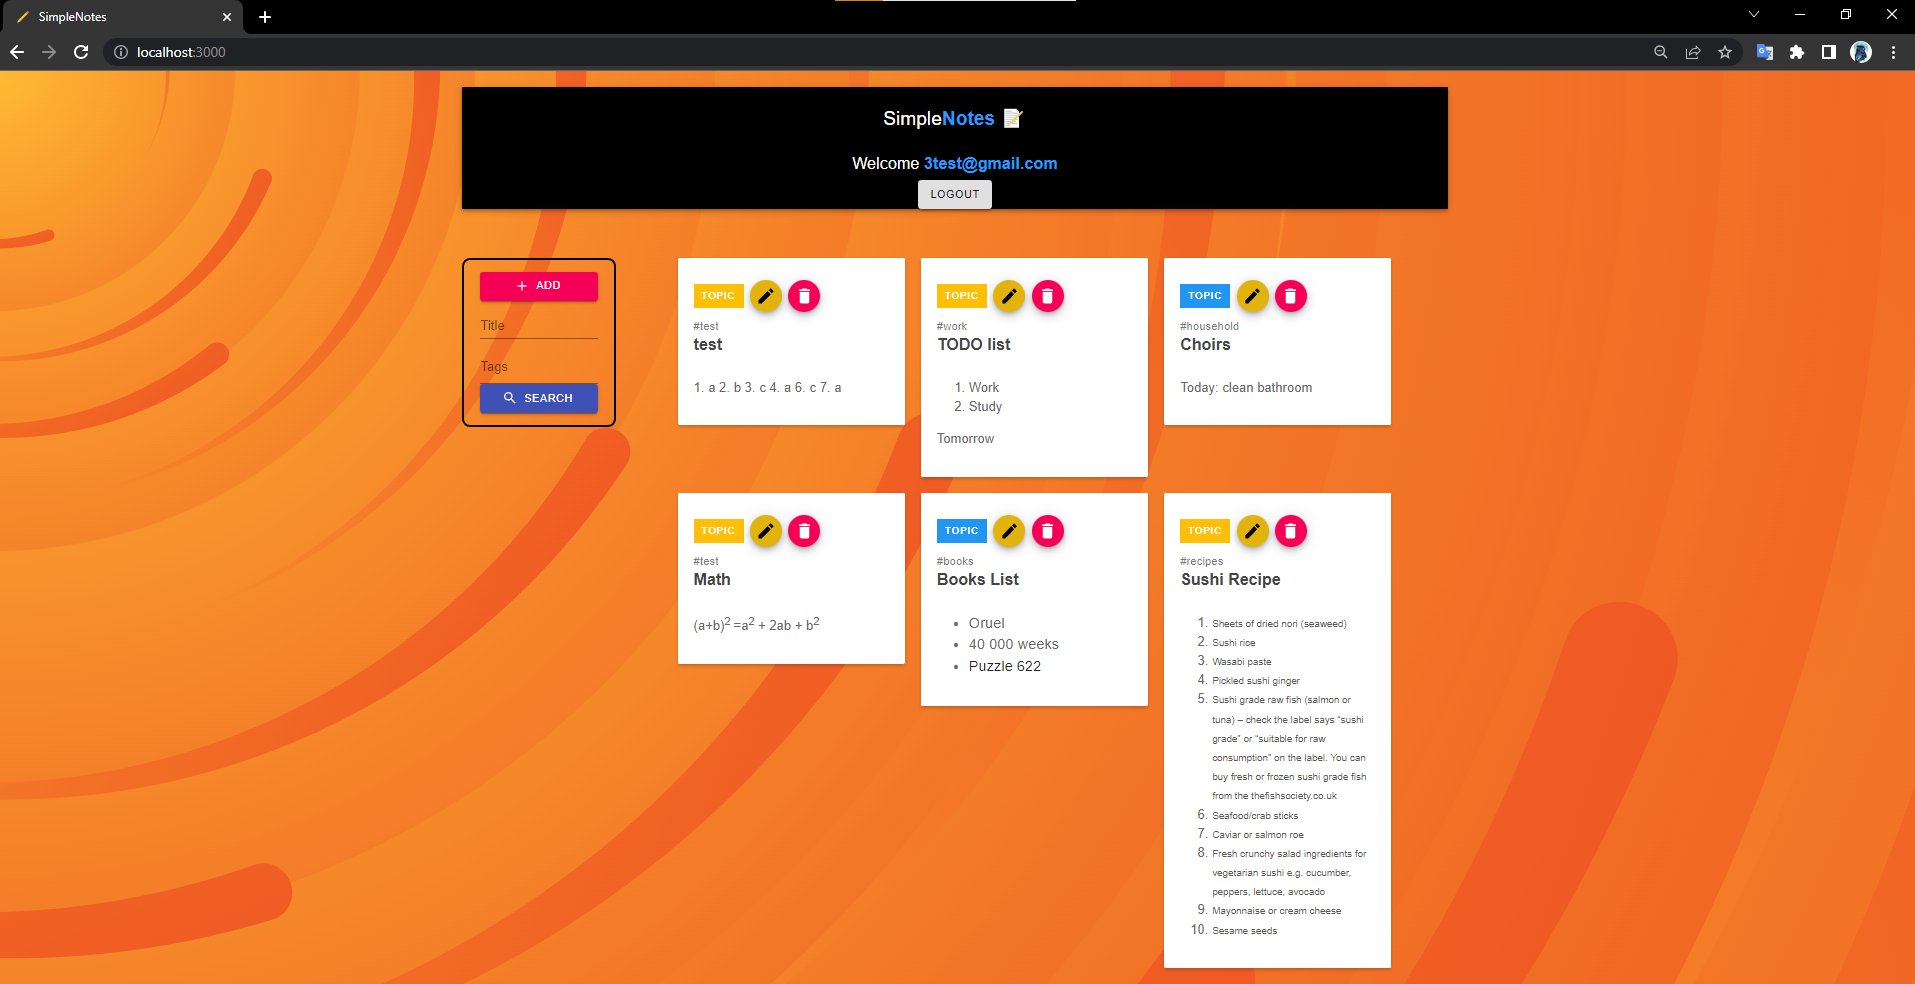 SimpleNotes
localhost:3000
SimpleNotes
Welcome 3test@gmail.com
LOGOUT
ADD
Title
Tags
SEARCH
TOPIC
#test
test
1. a 2. b 3. c 4. a 6. c 7. a
TOPIC
#work
TODO list
1. Work
2. Study
Tomorrow
TOPIC
#household
Choirs
Today: clean bathroom
TOPIC
#test
Math
(a+b)² =a² + 2ab + b²
TOPIC
#books
Books List
• Oruel
• 40 000 weeks
• Puzzle 622
TOPIC
#recipes
Sushi Recipe
1. Sheets of dried nori (seaweed)
2. Sushi rice
3. Wasabi paste
4. Pickled sushi ginger
5. Sushi grade raw fish (salmon or
tuna) – check the label says “sushi
grade” or “suitable for raw
consumption” on the label. You can
buy fresh or frozen sushi grade fish
from the thefishsociety.co.uk
6. Seafood/crab sticks
7. Caviar or salmon roe
8. Fresh crunchy salad ingredients for
vegetarian sushi e.g. cucumber,
peppers, lettuce, avocado
9. Mayonnaise or cream cheese
10. Sesame seeds